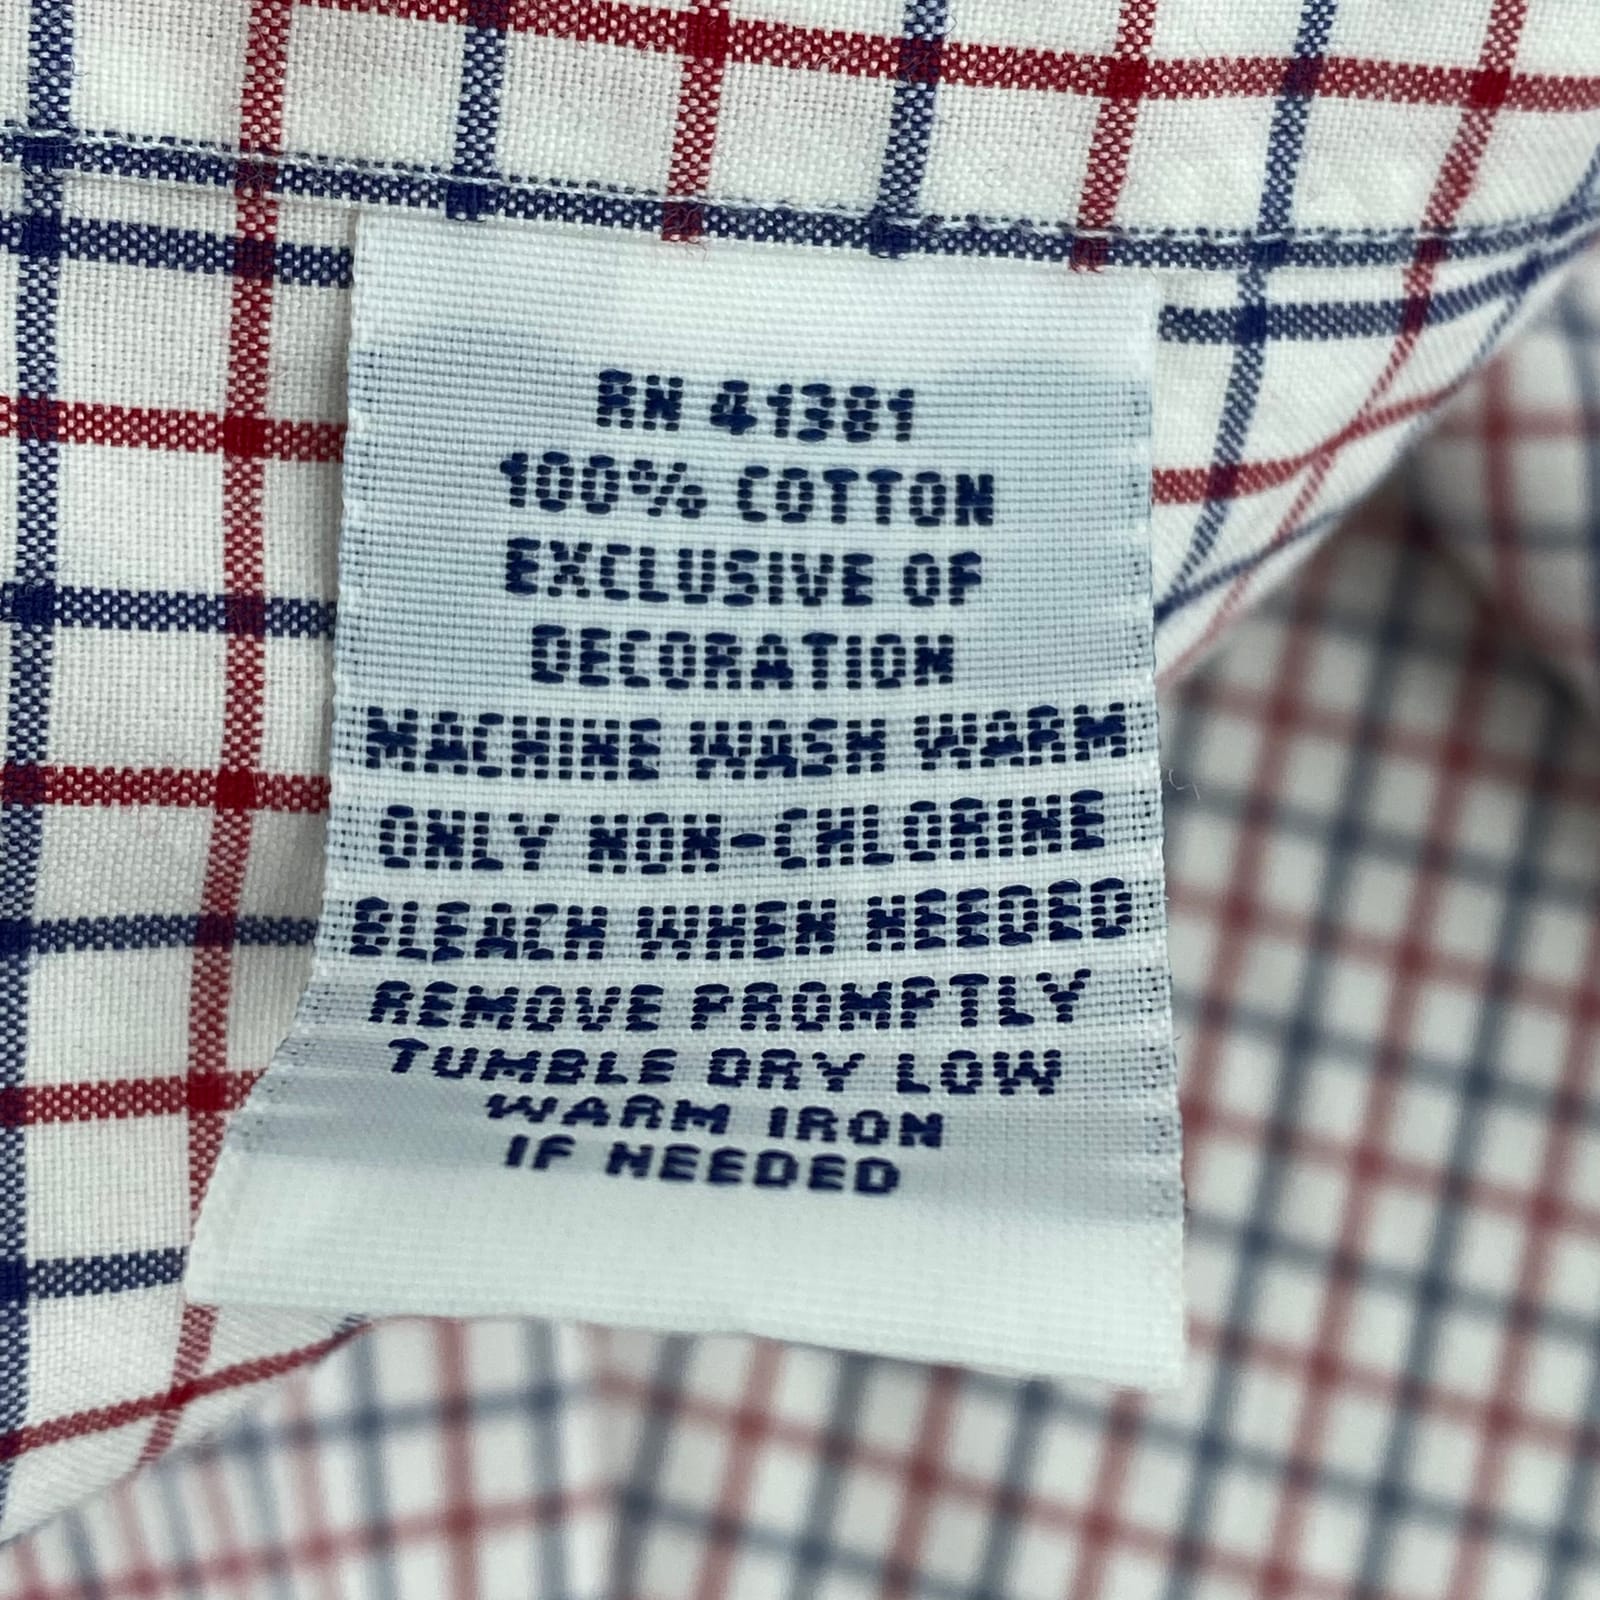 RN 41381
100% COTTON
EXCLUSIVE OF
DECORATION
MACHINE WASH WARM
ONLY NON-CHLORINE
BLEACH WHEN NEEDED
REMOVE PROMPTLY
TUMBLE DRY LOW
WARM IRON
IF NEEDED